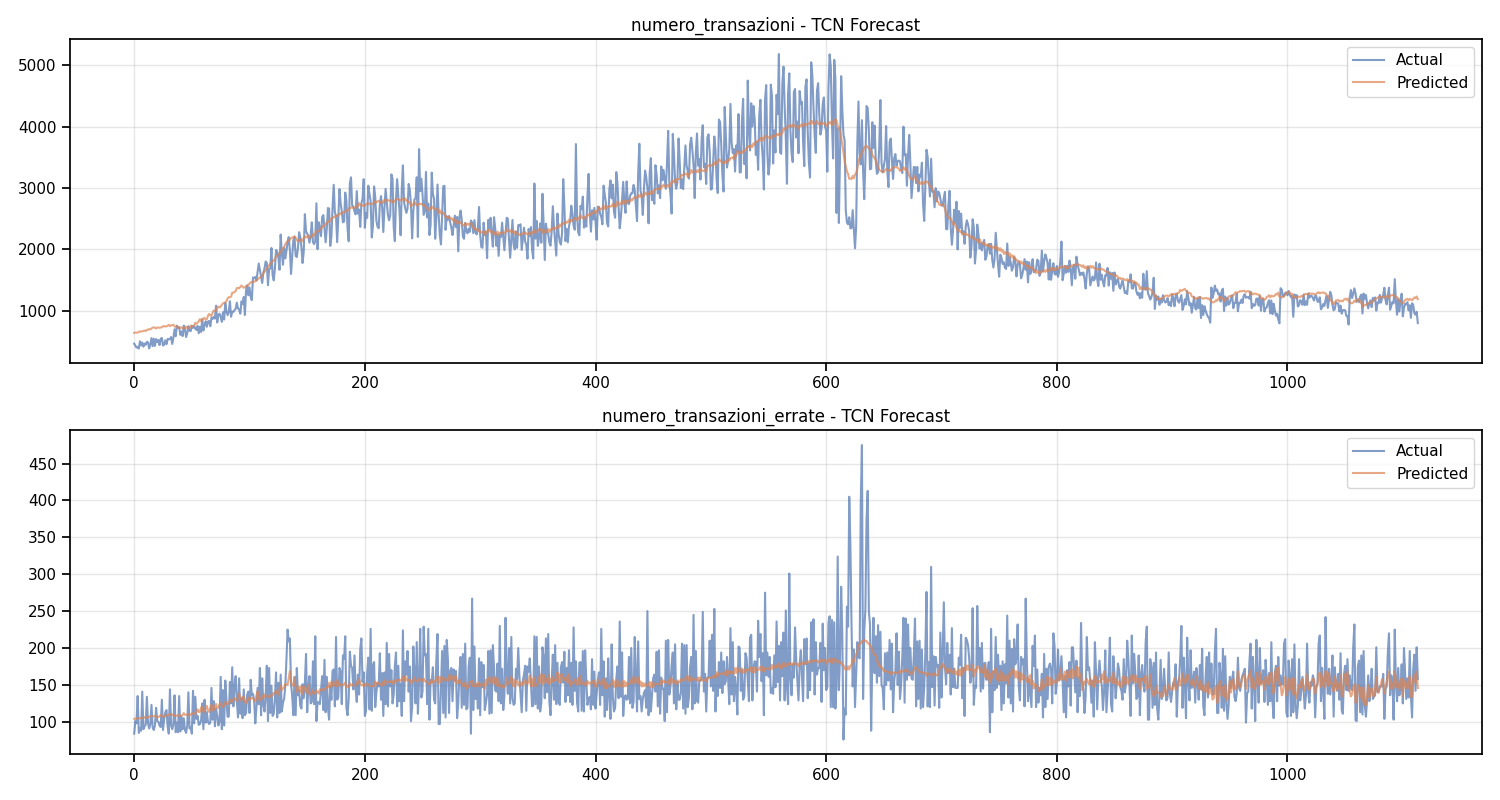 numero_transazioni - TCN Forecast
5000
4000
3000
2000
1000
Actual
Predicted
0 200 400 600 800 1000
numero_transazioni_errate - TCN Forecast
450
400
350
300
250
200
150
100
Actual
Predicted
0 200 400 600 800 1000